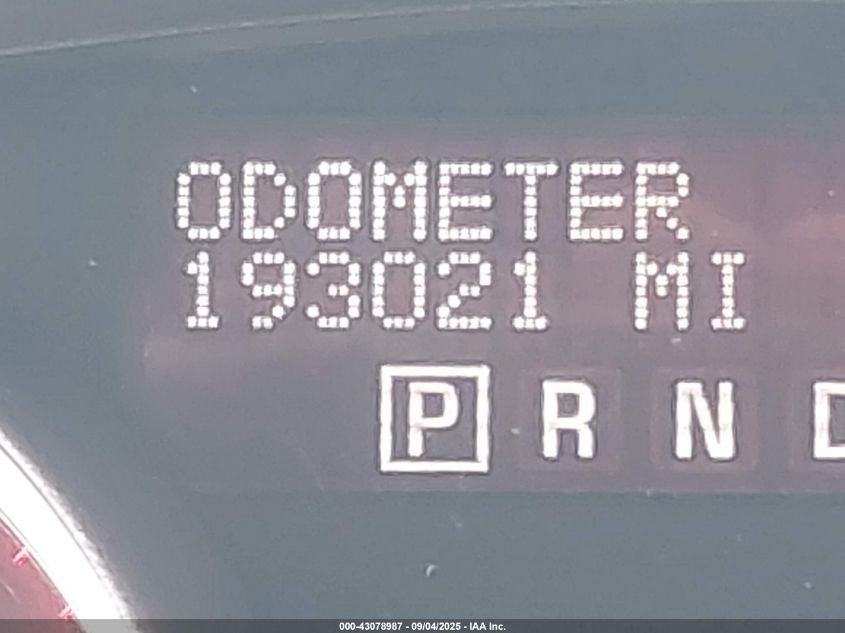 ODOMETER
193021 MI
P R N D
000-43078987 - 09/04/2025 - IAA Inc.